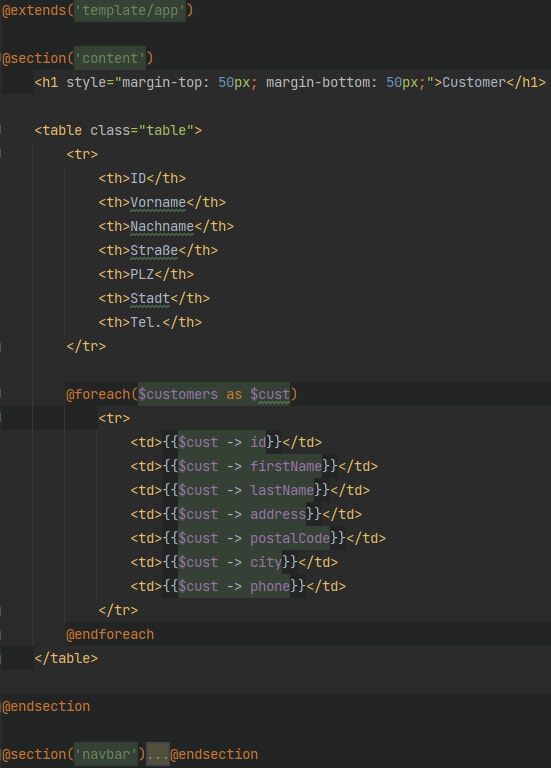 @extends('template/app')
@section('content')
<h1 style="margin-top: 50px; margin-bottom: 50px;">Customer</h1>
<table class="table">
<tr>
<th>ID</th>
<th>Vorname</th>
<th>Nachname</th>
<th>Straße</th>
<th>PLZ</th>
<th>Stadt</th>
<th>Tel.</th>
</tr>
@foreach($customers as $cust)
<tr>
<td>{{$cust -> id}}</td>
<td>{{$cust -> firstName}}</td>
<td>{{$cust -> lastName}}</td>
<td>{{$cust -> address}}</td>
<td>{{$cust -> postalCode}}</td>
<td>{{$cust -> city}}</td>
<td>{{$cust -> phone}}</td>
</tr>
@endforeach
</table>
@endsection
@section('navbar')...@endsection